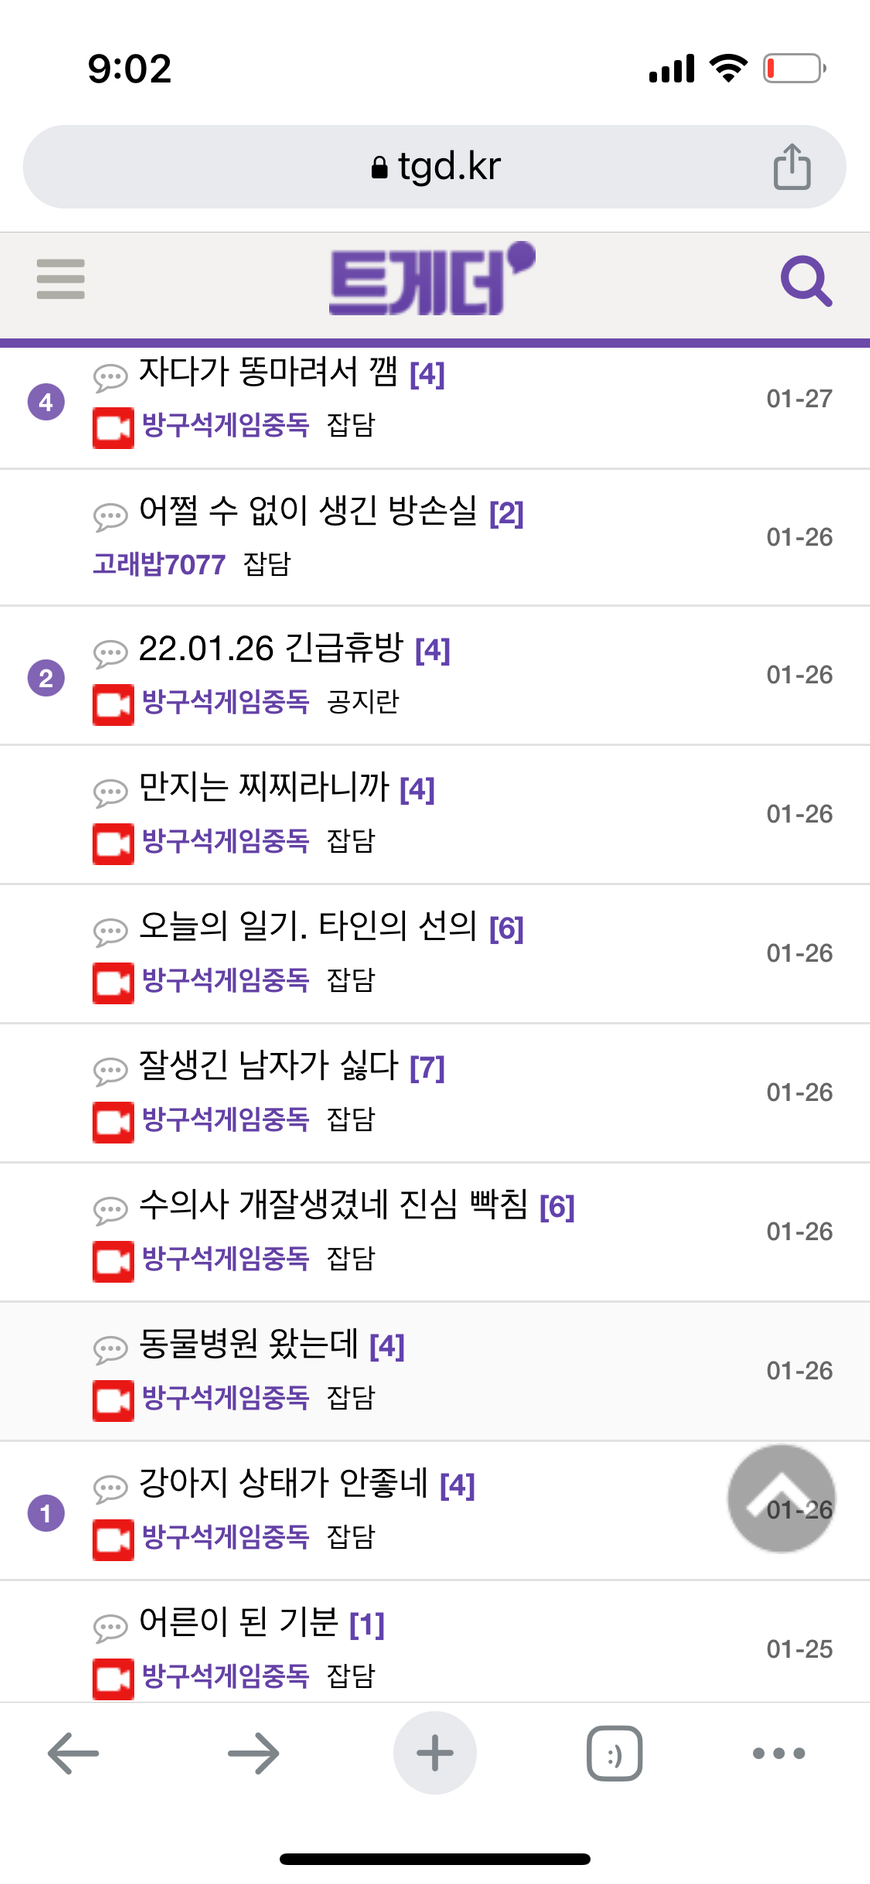 9:02
tgd.kr
트게더
자다가 똥마려서 깸 [4]
4
01-27
방구석게임중독 잡담
어쩔 수 없이 생긴 방손실 [2]
01-26
고래밥7077 잡담
22.01.26 긴급휴방 [4]
2
01-26
방구석게임중독 공지란
만지는 찌찌라니까 [4]
01-26
방구석게임중독 잡담
오늘의 일기. 타인의 선의 [6]
01-26
방구석게임중독 잡담
잘생긴 남자가 싫다 [7]
01-26
방구석게임중독 잡담
수의사 개잘생겼네 진심 빡침 [6]
01-26
방구석게임중독 잡담
동물병원 왔는데 [4]
01-26
방구석게임중독 잡담
강아지 상태가 안좋네 [4]
1
01-26
방구석게임중독 잡담
어른이 된 기분 [1]
01-25
방구석게임중독 잡담
:)